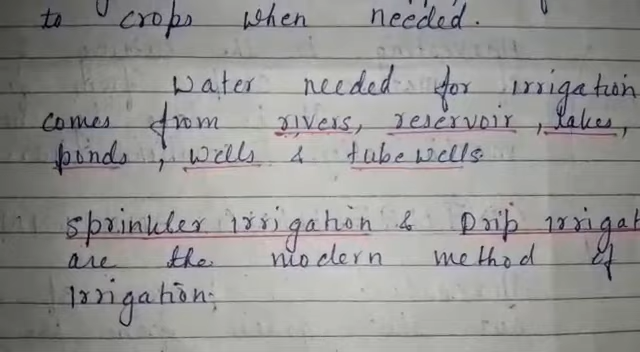 to crops when needed.
Water needed for irrigation
comes from rivers, reservoir, lakes,
ponds, wells & tube wells.
sprinkler irrigation & Drip irrigat
are the modern method of
Irrigation.